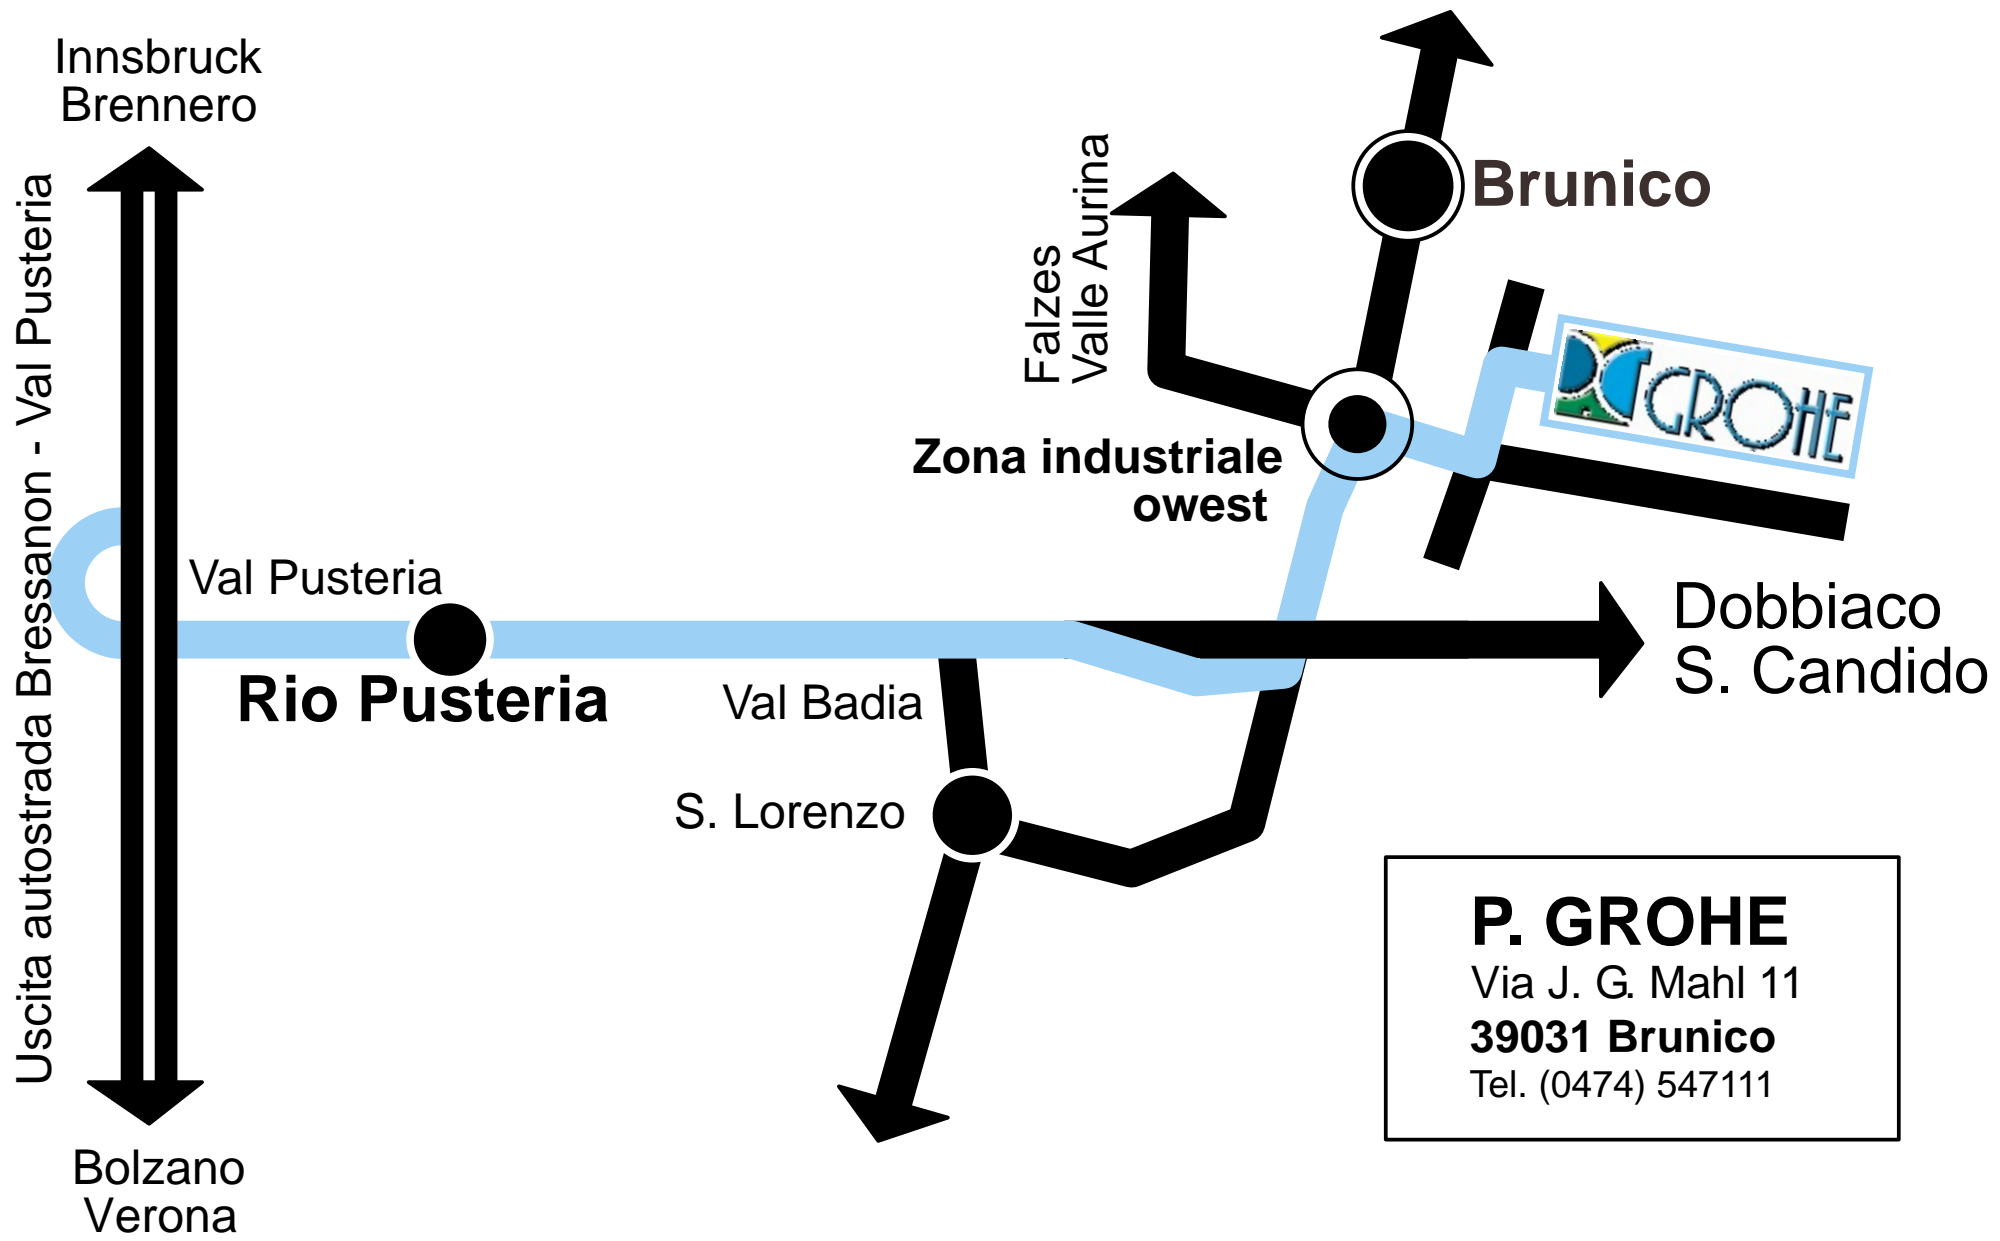 Innsbruck
Brennero
Uscita autostrada Bressanon - Val Pusteria
Bolzano
Verona
Val Pusteria
Rio Pusteria
Val Badia
S. Lorenzo
Falzes
Valle Aurina
Brunico
Zona industriale
owest
GROHE
Dobbiaco
S. Candido
P. GROHE
Via J. G. Mahl 11
39031 Brunico
Tel. (0474) 547111